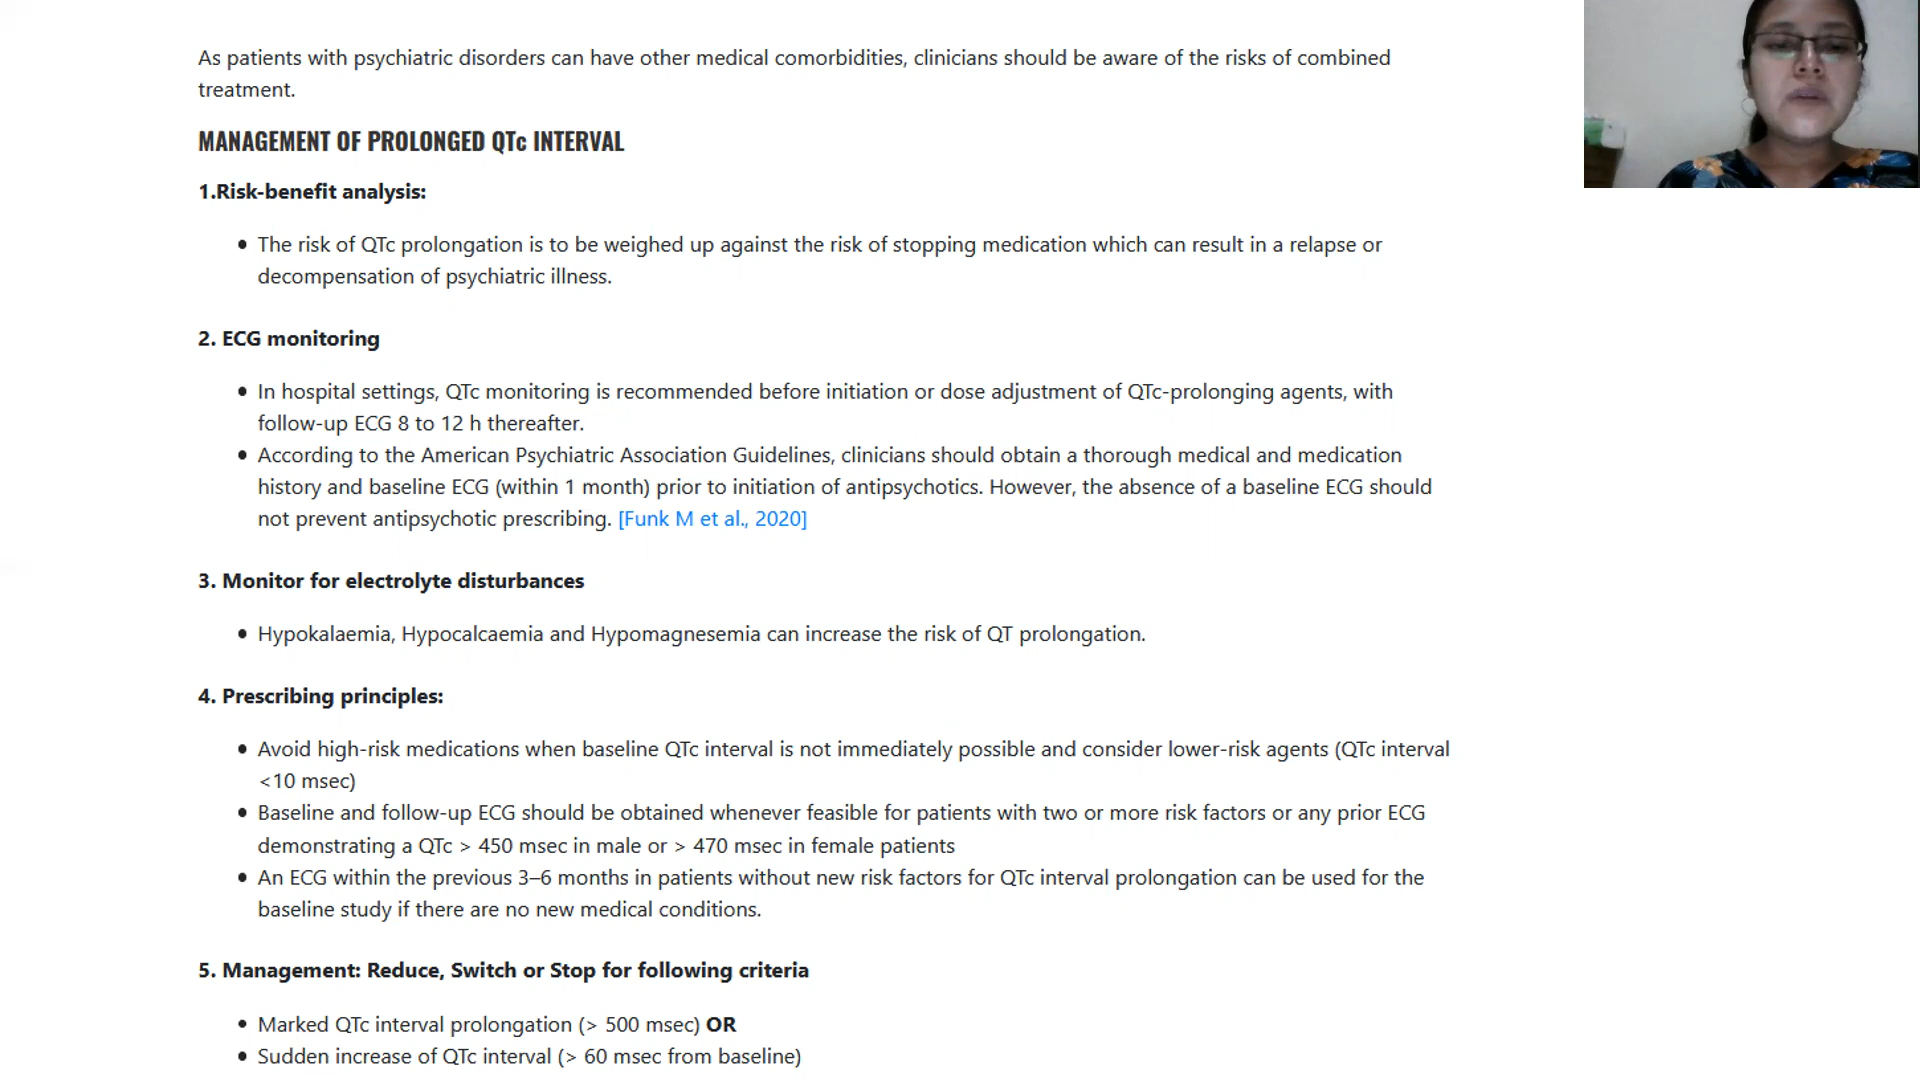 As patients with psychiatric disorders can have other medical comorbidities, clinicians should be aware of the risks of combined
treatment.
MANAGEMENT OF PROLONGED QTc INTERVAL
1.Risk-benefit analysis:
● The risk of QTc prolongation is to be weighed up against the risk of stopping medication which can result in a relapse or
decompensation of psychiatric illness.
2. ECG monitoring
● In hospital settings, QTc monitoring is recommended before initiation or dose adjustment of QTc-prolonging agents, with
follow-up ECG 8 to 12 h thereafter.
● According to the American Psychiatric Association Guidelines, clinicians should obtain a thorough medical and medication
history and baseline ECG (within 1 month) prior to initiation of antipsychotics. However, the absence of a baseline ECG should
not prevent antipsychotic prescribing. [Funk M et al., 2020]
3. Monitor for electrolyte disturbances
● Hypokalaemia, Hypocalcaemia and Hypomagnesemia can increase the risk of QT prolongation.
4. Prescribing principles:
● Avoid high-risk medications when baseline QTc interval is not immediately possible and consider lower-risk agents (QTc interval
<10 msec)
● Baseline and follow-up ECG should be obtained whenever feasible for patients with two or more risk factors or any prior ECG
demonstrating a QTc > 450 msec in male or > 470 msec in female patients
● An ECG within the previous 3–6 months in patients without new risk factors for QTc interval prolongation can be used for the
baseline study if there are no new medical conditions.
5. Management: Reduce, Switch or Stop for following criteria
● Marked QTc interval prolongation (> 500 msec) OR
● Sudden increase of QTc interval (> 60 msec from baseline)